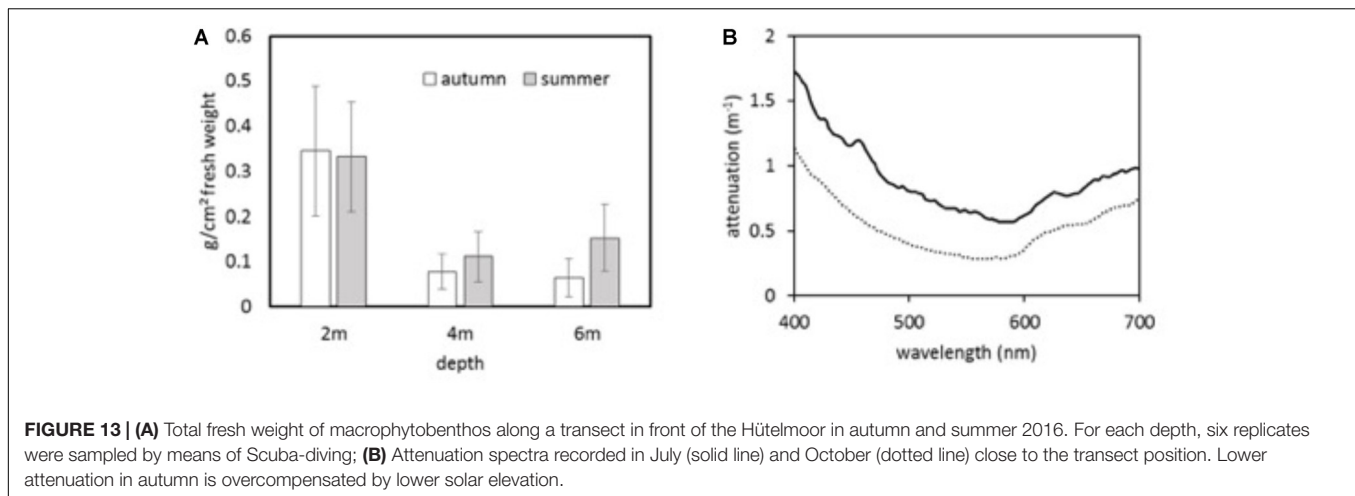 A
0.6
0.5
0.4
0.3
0.2
0.1
0
g/cm² fresh weight
autumn
summer
2m
4m
6m
depth
B
2
1.5
1
0.5
0
attenuation (m⁻¹)
400
500
600
700
wavelength (nm)
FIGURE 13 | (A) Total fresh weight of macrophytobenthos along a transect in front of the Hütelmoor in autumn and summer 2016. For each depth, six replicates
were sampled by means of Scuba-diving; (B) Attenuation spectra recorded in July (solid line) and October (dotted line) close to the transect position. Lower
attenuation in autumn is overcompensated by lower solar elevation.